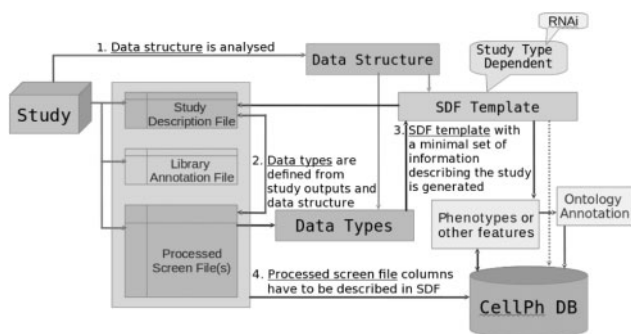 RNAi
1. Data structure is analysed
Data Structure
Study Type
Dependent
Study
Study
Description File
SDF Template
Library
Annotation File
2. Data types are
defined from
study outputs and
data structure
3. SDF template with
a minimal set of
information
describing the study
is generated
Data Types
Phenotypes or
other features
Ontology
Annotation
Processed
Screen File(s)
4. Processed screen file columns
have to be described in SDF
CellPh DB